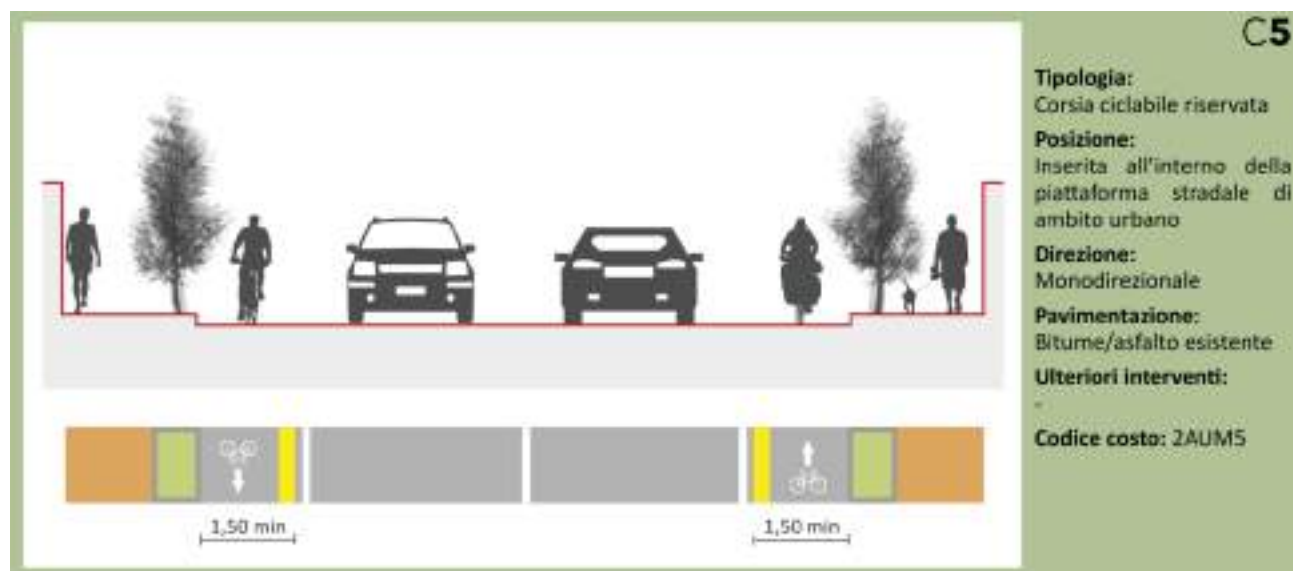 C5
Tipologia:
Corsia ciclabile riservata
Posizione:
Inserita all'interno della
piattaforma stradale di
ambito urbano
Direzione:
Monodirezionale
Pavimentazione:
Bitume/asfalto esistente
Ulteriori interventi:
-
Codice costo: 2AUM5
1,50 min
1,50 min